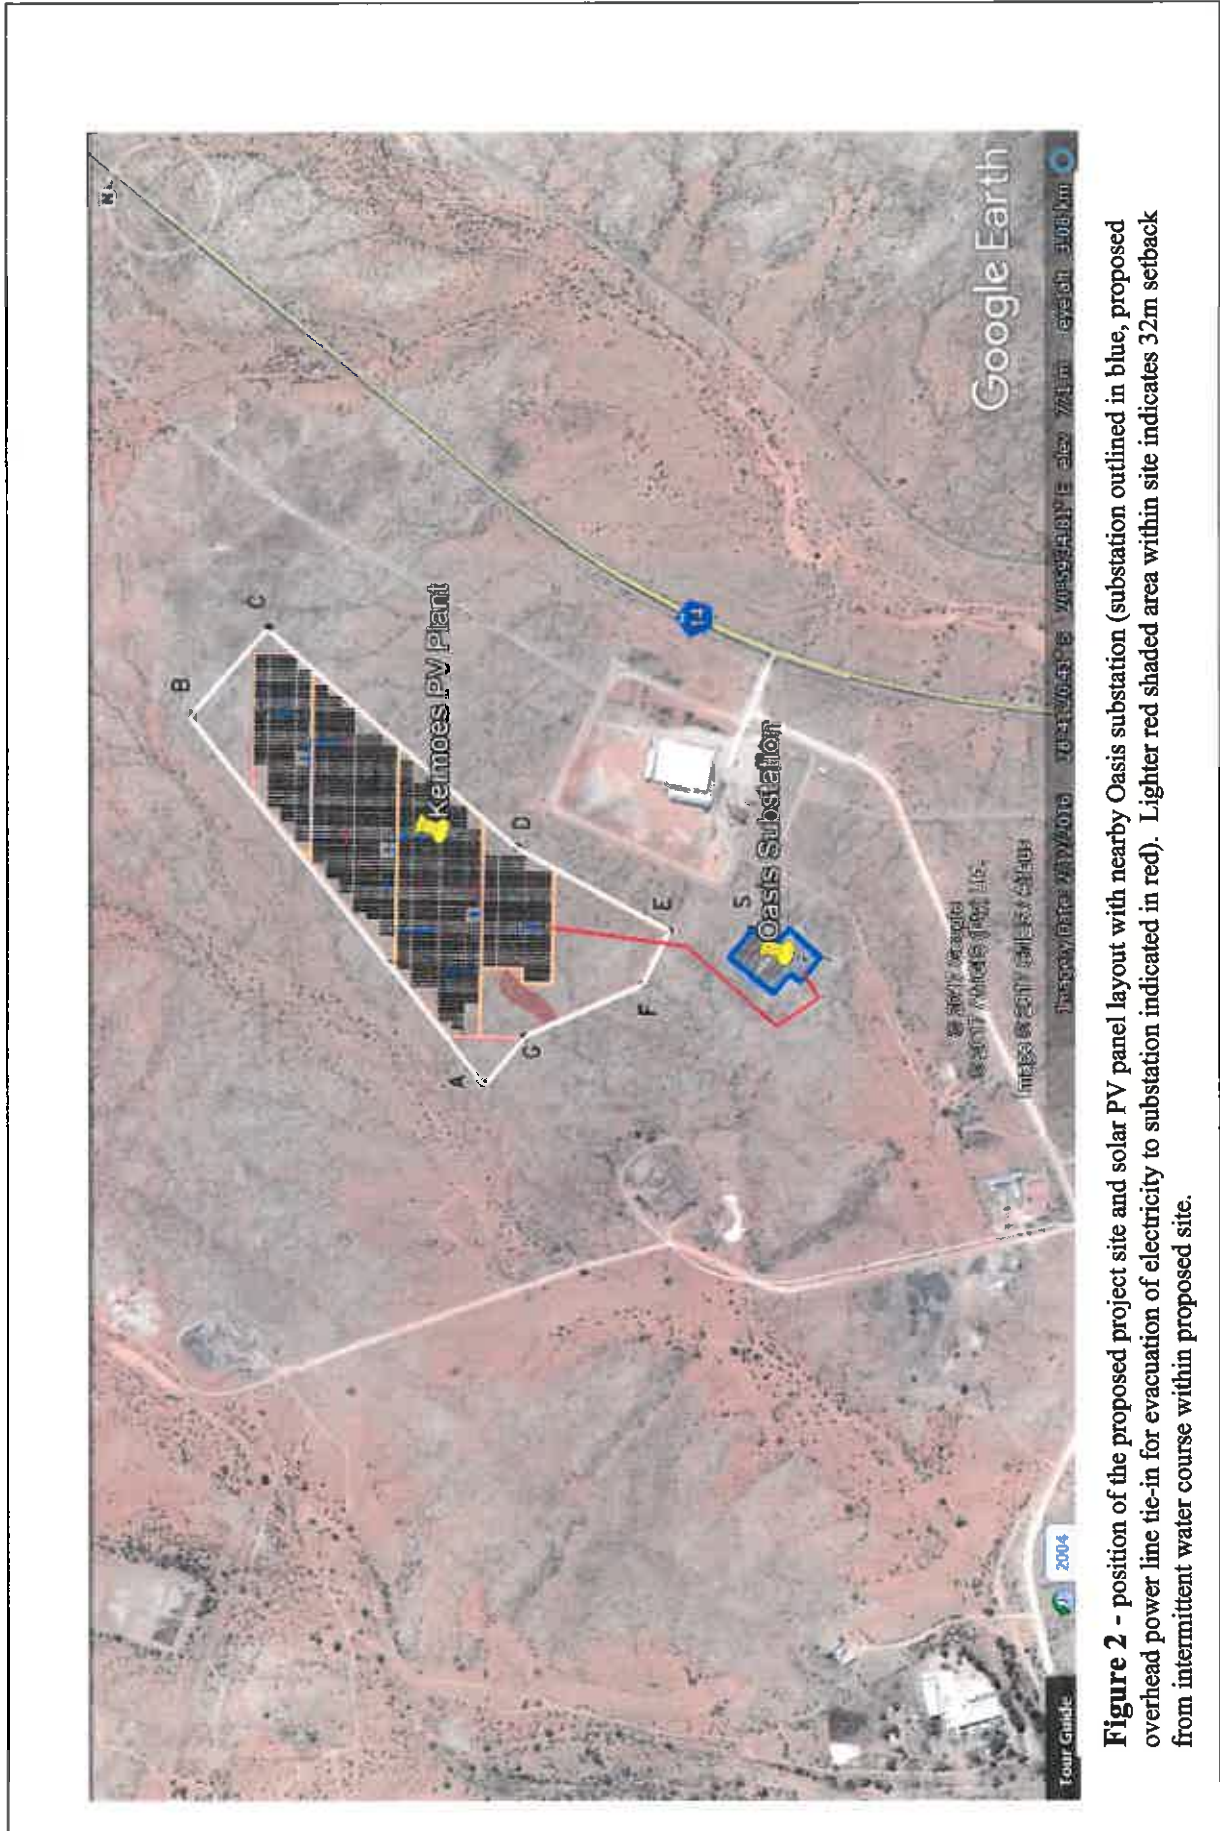 N
B
C
A
D
Kemoes PV Plant
G
F
E
14
S
Oasis Substation
Google Earth
Tour Guide
2004
eye alt
Figure 2 - position of the proposed project site and solar PV panel layout with nearby Oasis substation (substation outlined in blue, proposed
overhead power line tie-in for evacuation of electricity to substation indicated in red). Lighter red shaded area within site indicates 32m setback
from intermittent water course within proposed site.